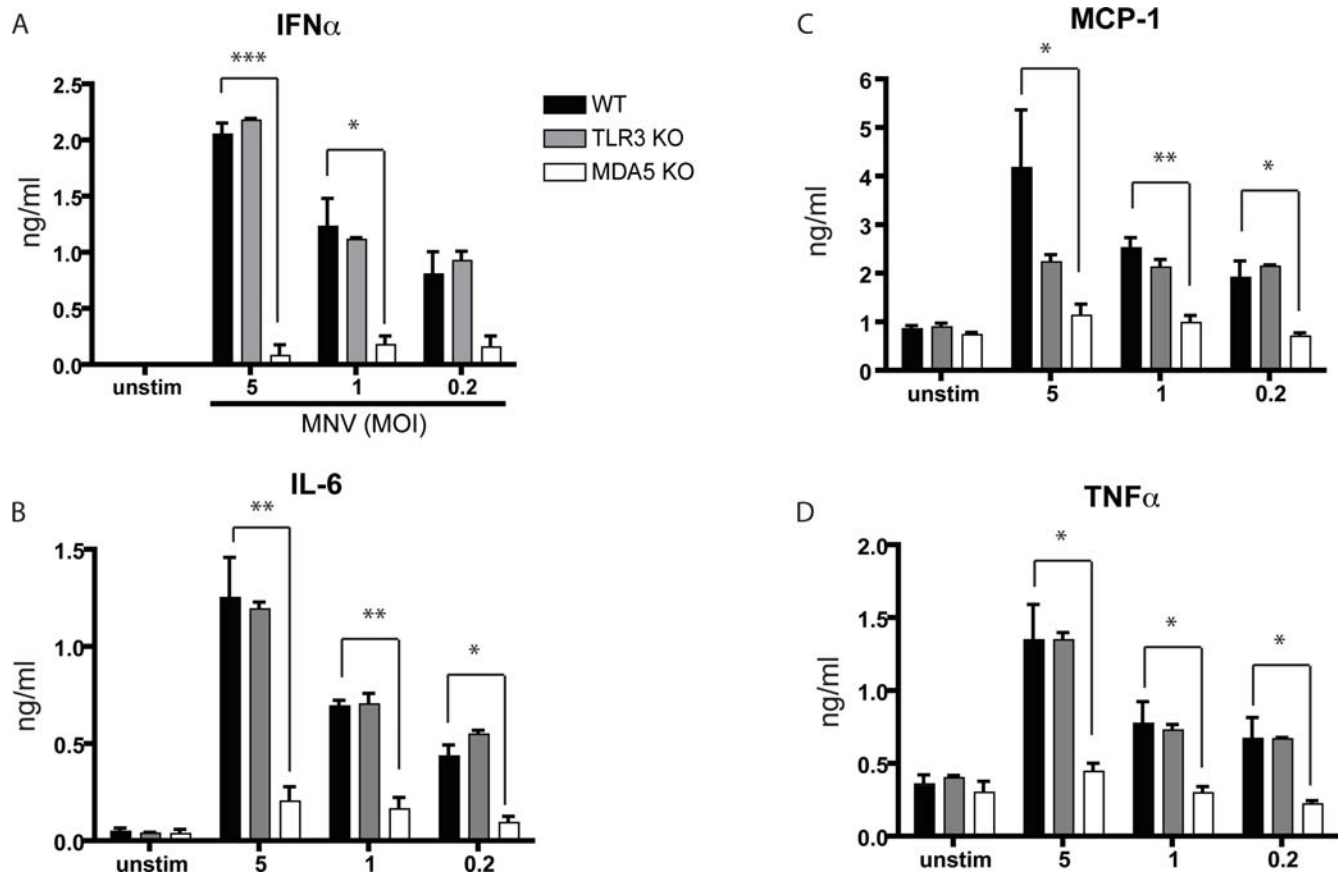 A
IFNα
***
*
2.5
2.0
1.5
1.0
0.5
0.0
ng/ml
unstim 5 1 0.2
MNV (MOI)
WT
TLR3 KO
MDA5 KO
C
MCP-1
*
**
*
6
5
4
3
2
1
0
ng/ml
unstim 5 1 0.2
B
IL-6
**
**
*
1.5
1.0
0.5
0.0
ng/ml
unstim 5 1 0.2
D
TNFα
*
*
*
2.0
1.5
1.0
0.5
0.0
ng/ml
unstim 5 1 0.2